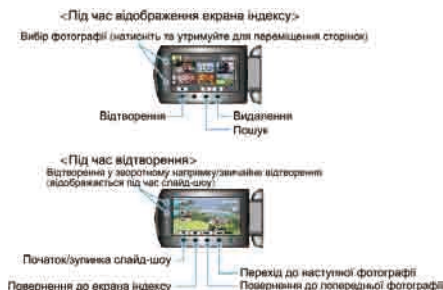 <Під час відображення екрана індексу>
Вибір фотографії (натисніть та утримуйте для переміщення сторінок)
Відтворення
Видалення
Пошук
<Під час відтворення>
Відтворення у зворотному напрямку/звичайне відтворення
(відображається під час слайд-шоу)
Початок/зупинка слайд-шоу
Перехід до наступної фотографії
Повернення до екрана індексу
Повернення до попередньої фотографії